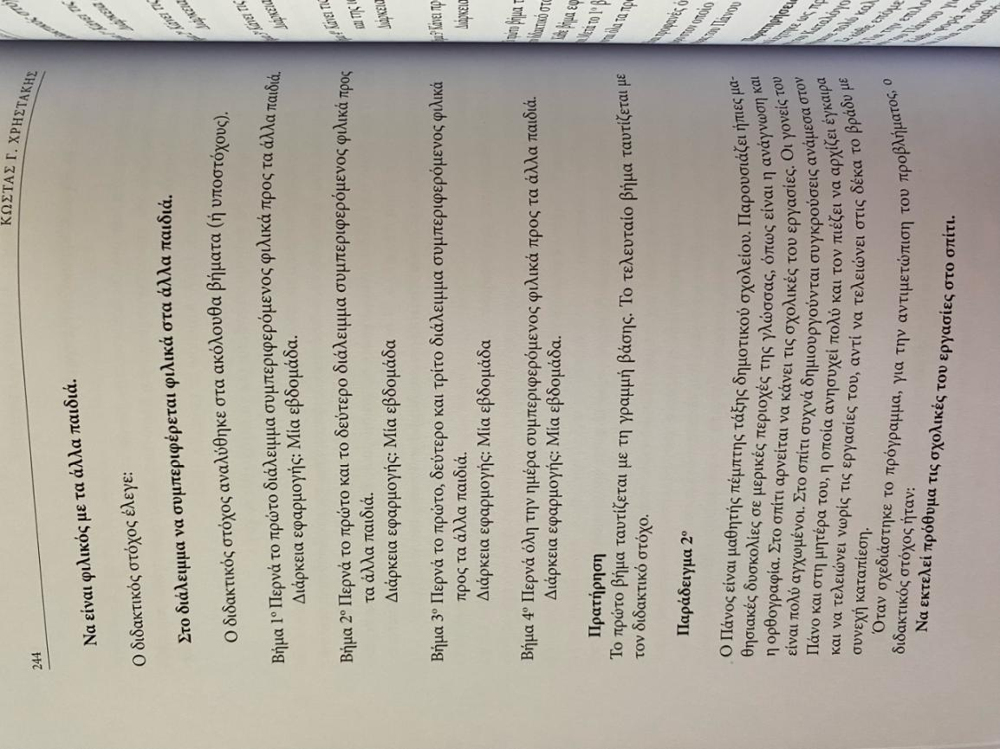 244
ΚΩΣΤΑΣ Γ. ΧΡΗΣΤΑΚΗΣ
Να είναι φιλικός με τα άλλα παιδιά.
Ο διδακτικός στόχος έλεγε:
Στο διάλειμμα να συμπεριφέρεται φιλικά στα άλλα παιδιά.
Ο διδακτικός στόχος αναλύθηκε στα ακόλουθα βήματα (ή υποστόχους).
Βήμα 1ο Περνά το πρώτο διάλειμμα συμπεριφερόμενος φιλικά προς τα άλλα παιδιά.
Διάρκεια εφαρμογής: Μία εβδομάδα.
Βήμα 2ο Περνά το πρώτο και το δεύτερο διάλειμμα συμπεριφερόμενος φιλικά προς
τα άλλα παιδιά.
Διάρκεια εφαρμογής: Μία εβδομάδα
Βήμα 3ο Περνά το πρώτο, δεύτερο και τρίτο διάλειμμα συμπεριφερόμενος φιλικά
προς τα άλλα παιδιά.
Διάρκεια εφαρμογής: Μία εβδομάδα
Βήμα 4ο Περνά όλη την ημέρα συμπεριφερόμενος φιλικά προς τα άλλα παιδιά.
Διάρκεια εφαρμογής: Μία εβδομάδα.
Πρατήρηση
Το πρώτο βήμα ταυτίζεται με τη γραμμή βάσης. Το τελευταίο βήμα ταυτίζεται με
τον διδακτικό στόχο.
Παράδειγμα 2ο
Ο Πάνος είναι μαθητής πέμπτης τάξης δημοτικού σχολείου. Παρουσιάζει ήπιες μα-
θησιακές δυσκολίες σε μερικές περιοχές της γλώσσας, όπως είναι η ανάγνωση και
η ορθογραφία. Στο σπίτι αρνείται να κάνει τις σχολικές του εργασίες. Οι γονείς του
είναι πολύ αγχωμένοι. Στο σπίτι συχνά δημιουργούνται συγκρούσεις ανάμεσα στον
Πάνο και στη μητέρα του, η οποία ανησυχεί πολύ και τον πιέζει να αρχίζει έγκαιρα
και να τελειώνει νωρίς τις εργασίες του, αντί να τελειώνει στις δέκα το βράδυ με
συνεχή καταπίεση.
Όταν σχεδιάστηκε το πρόγραμμα, για την αντιμετώπιση του προβλήματος, ο
διδακτικός στόχος ήταν:
Να εκτελεί πρόθυμα τις σχολικές του εργασίες στο σπίτι.